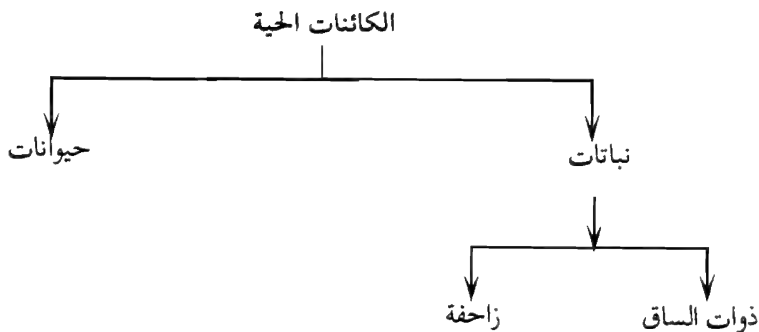 الكائنات الحية
نباتات
حيوانات
ذوات الساق
زاحفة